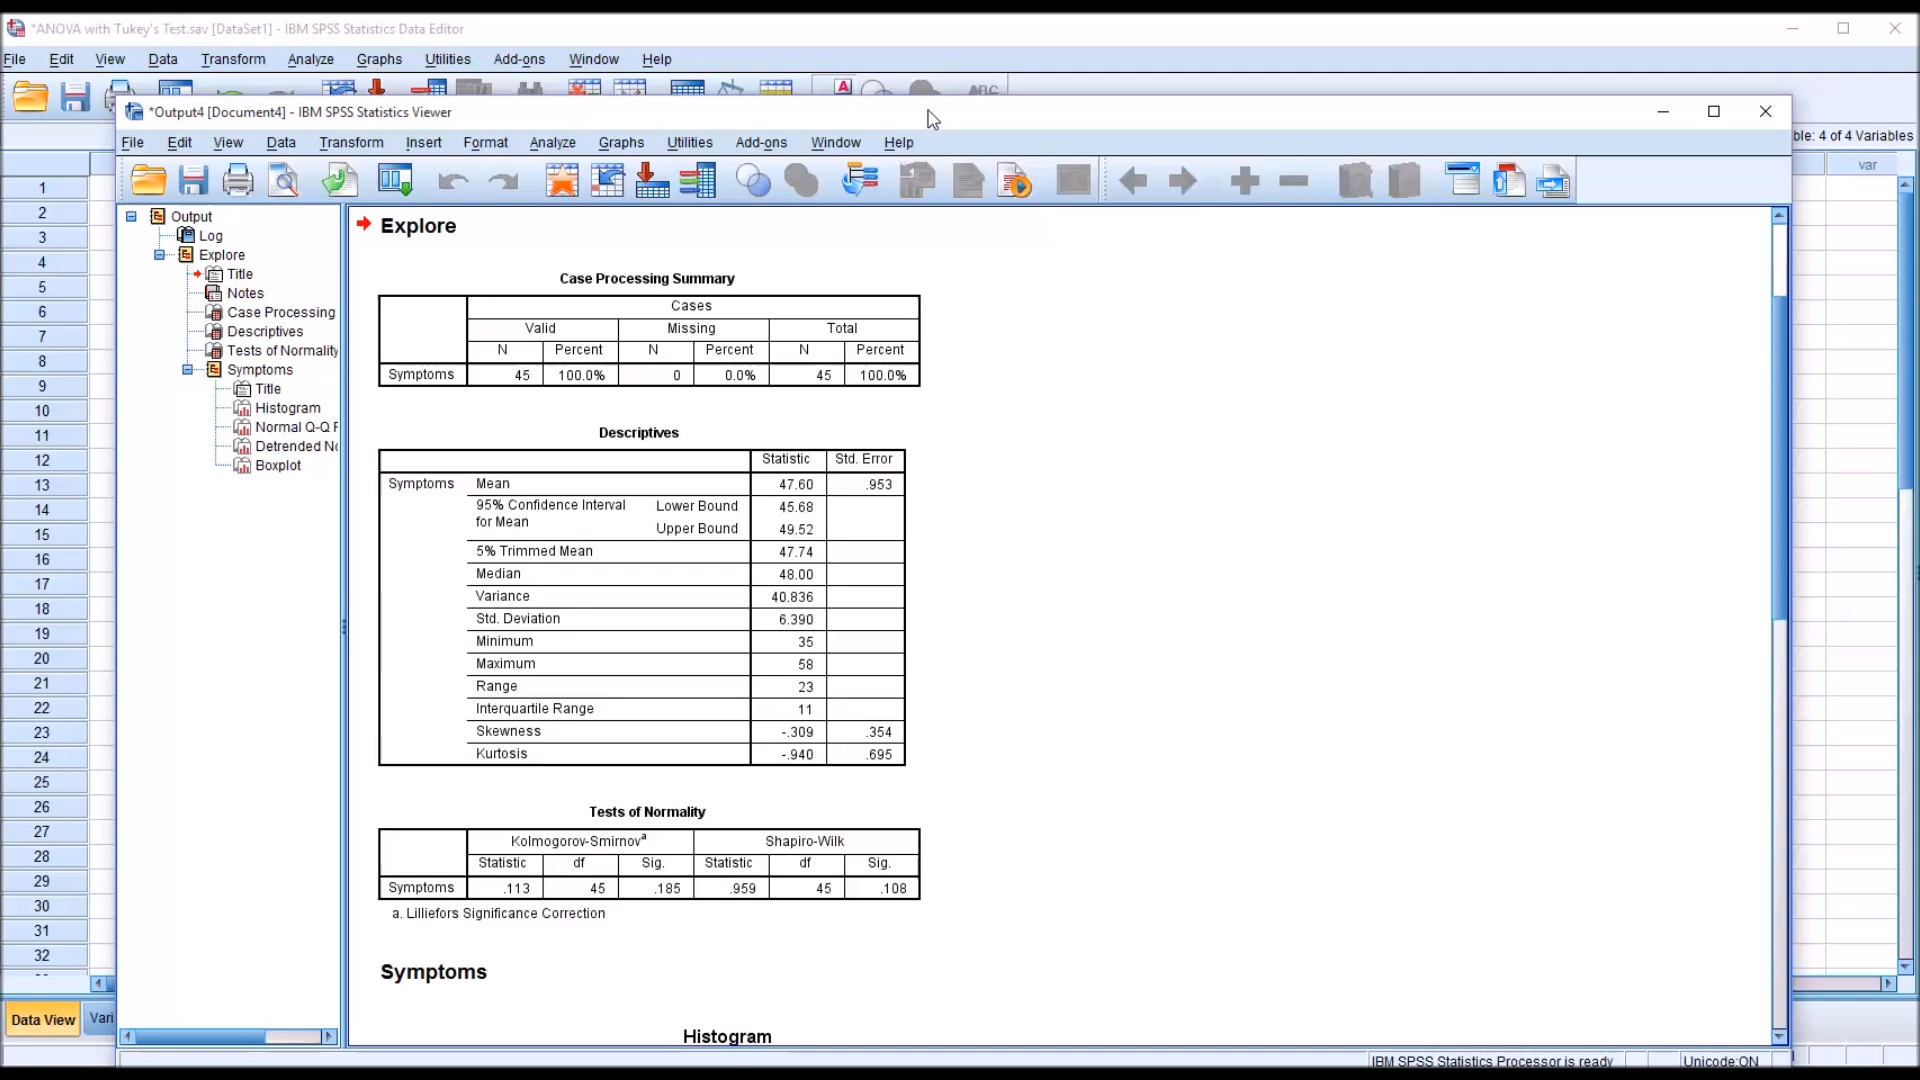 *ANOVA with Tukey's Test.sav [DataSet1] - IBM SPSS Statistics Data Editor
File Edit View Data Transform Analyze Graphs Utilities Add-ons Window Help
*Output4 [Document4] - IBM SPSS Statistics Viewer
ble: 4 of 4 Variables
File Edit View Data Transform Insert Format Analyze Graphs Utilities Add-ons Window Help
var
1
2
3
4
5
6
7
8
9
10
11
12
13
14
15
16
17
18
19
20
21
22
23
24
25
26
27
28
29
30
31
32
Data View Vari
Output
Log
Explore
Title
Notes
Case Processing
Descriptives
Tests of Normality
Symptoms
Title
Histogram
Normal Q-Q
Detrended
Boxplot
Explore
Case Processing Summary
Cases
Valid Missing Total
N Percent N Percent N Percent
Symptoms 45 100.0% 0 0.0% 45 100.0%
Descriptives
Statistic Std. Error
Symptoms Mean 47.60 .953
95% Confidence Interval Lower Bound 45.68
for Mean
Upper Bound 49.52
5% Trimmed Mean 47.74
Median 48.00
Variance 40.836
Std. Deviation 6.390
Minimum 35
Maximum 58
Range 23
Interquartile Range 11
Skewness -.309 .354
Kurtosis -.940 .695
Tests of Normality
Kolmogorov-Smirnov^a Shapiro-Wilk
Statistic df Sig. Statistic df Sig.
Symptoms .113 45 .185 .959 45 .108
a. Lilliefors Significance Correction
Symptoms
Histogram
IBM SPSS Statistics Processor is ready Unicode:ON